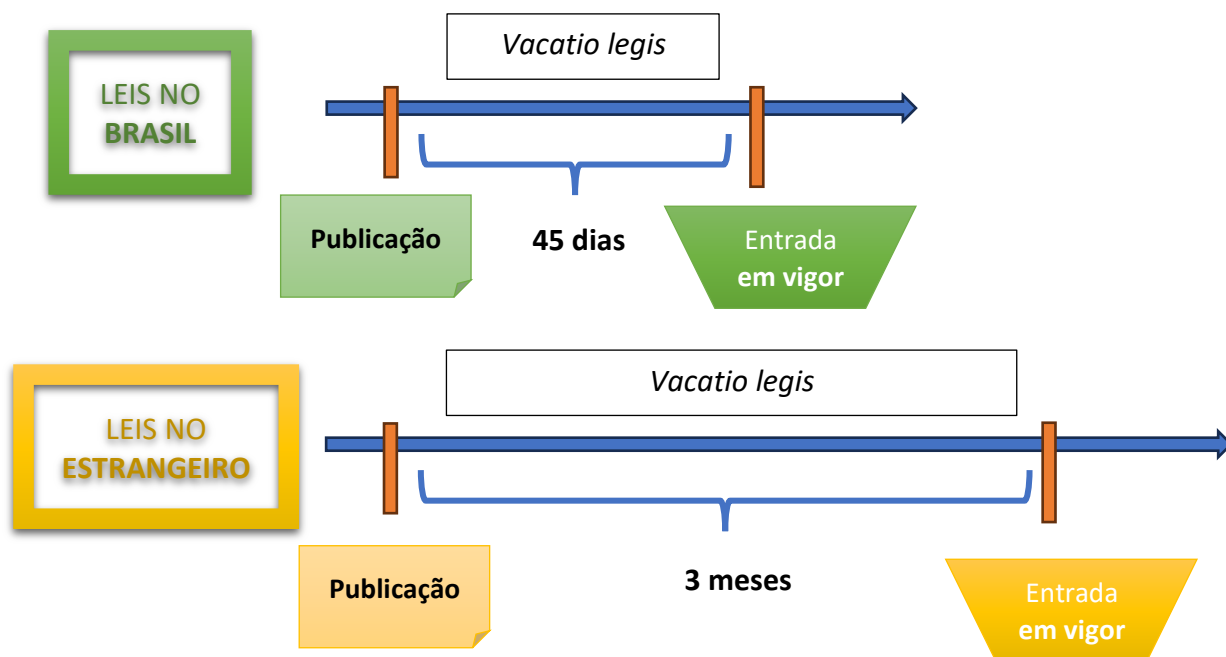 Vacatio legis
LEIS NO
BRASIL
Publicação
45 dias
Entrada
em vigor
Vacatio legis
LEIS NO
ESTRANGEIRO
Publicação
3 meses
Entrada
em vigor